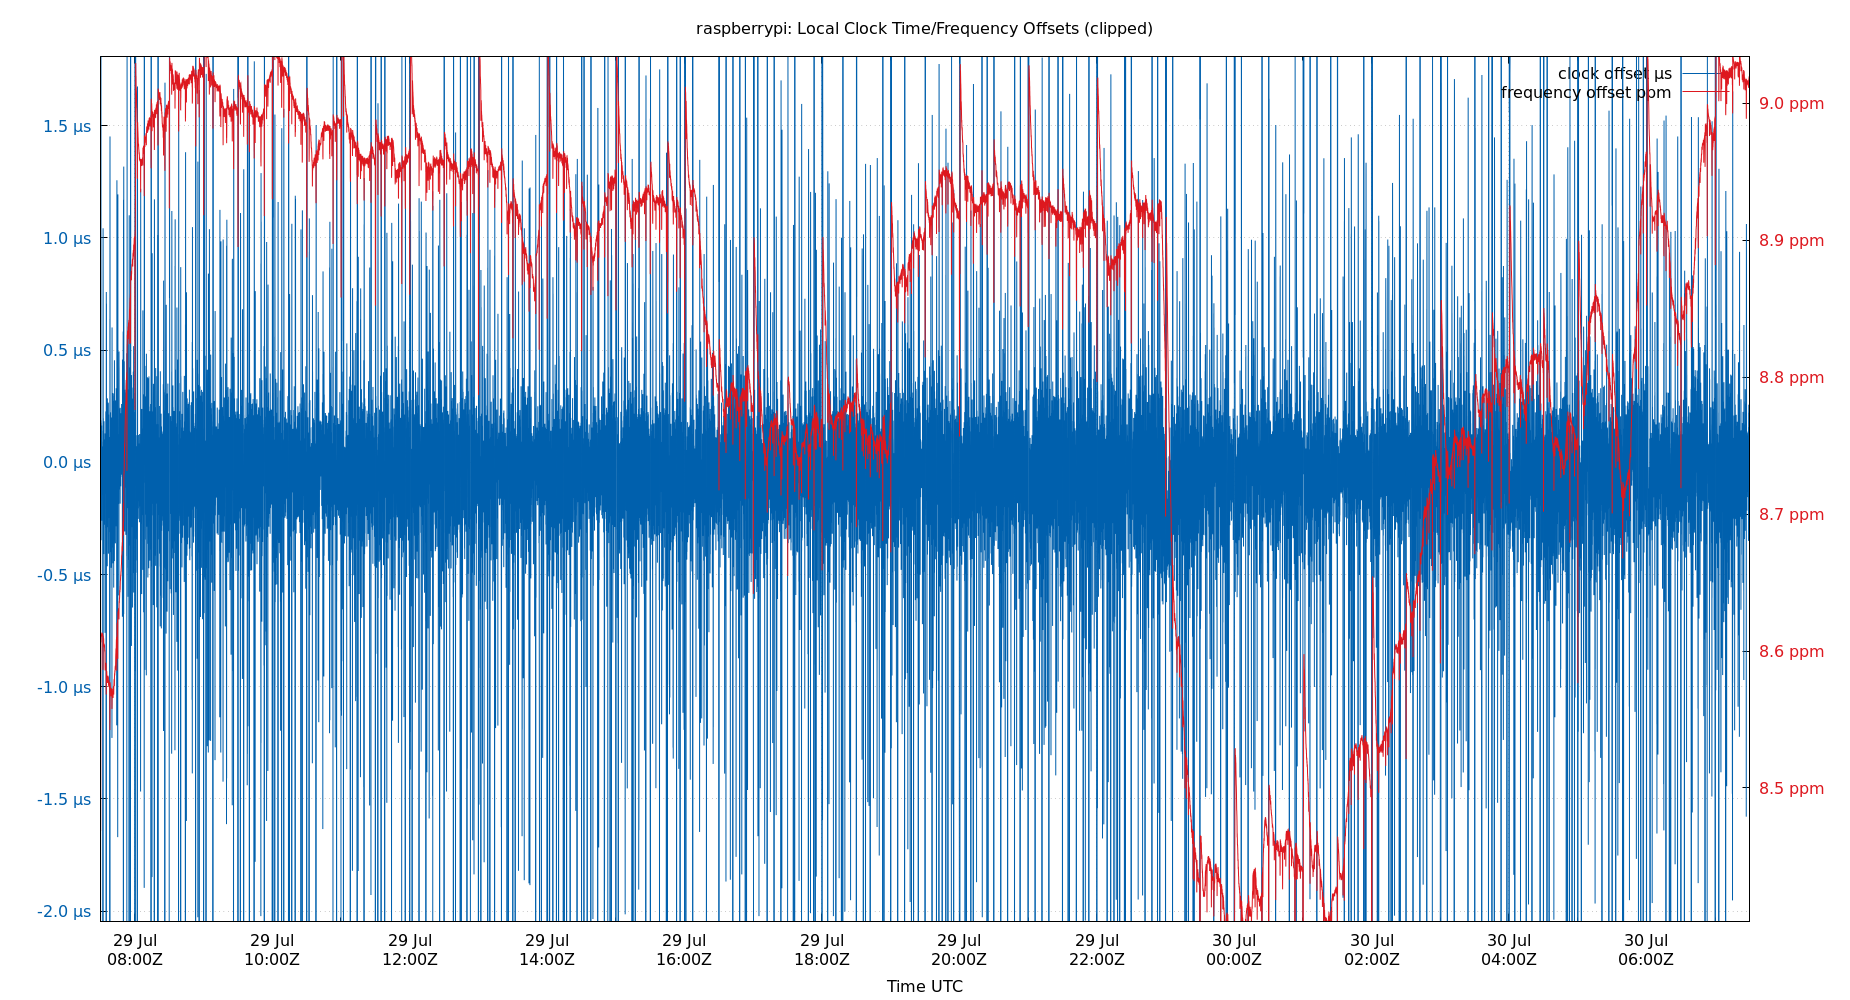 raspberrypi: Local Clock Time/Frequency Offsets (clipped)
clock offset µs
frequency offset ppm
1.5 µs
1.0 µs
0.5 µs
0.0 µs
-0.5 µs
-1.0 µs
-1.5 µs
-2.0 µs
9.0 ppm
8.9 ppm
8.8 ppm
8.7 ppm
8.6 ppm
8.5 ppm
29 Jul 29 Jul 29 Jul 29 Jul 29 Jul 29 Jul 29 Jul 29 Jul 30 Jul 30 Jul 30 Jul 30 Jul
08:00Z 10:00Z 12:00Z 14:00Z 16:00Z 18:00Z 20:00Z 22:00Z 00:00Z 02:00Z 04:00Z 06:00Z
Time UTC